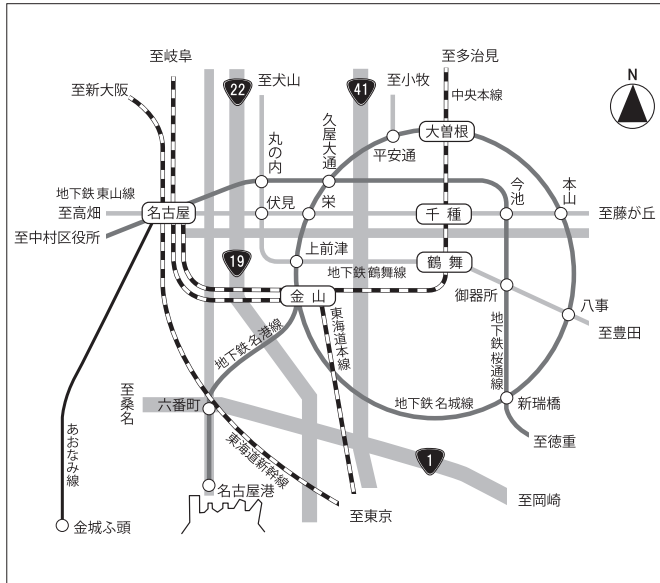 至岐阜
至多治見
N
至新大阪
22
至犬山
41
至小牧
中央本線
久屋大通
丸の内
平安通
大曽根
地下鉄東山線
至高畑
名古屋
伏見
栄
千種
今池
本山
至藤が丘
至中村区役所
19
上前津
地下鉄鶴舞線
鶴舞
金山
御器所
八事
至豊田
東海道本線
地下鉄名港線
地下鉄桜通線
至桑名
六番町
地下鉄名城線
新瑞橋
あおなみ線
東海道新幹線
1
至徳重
名古屋港
至岡崎
至東京
金城ふ頭